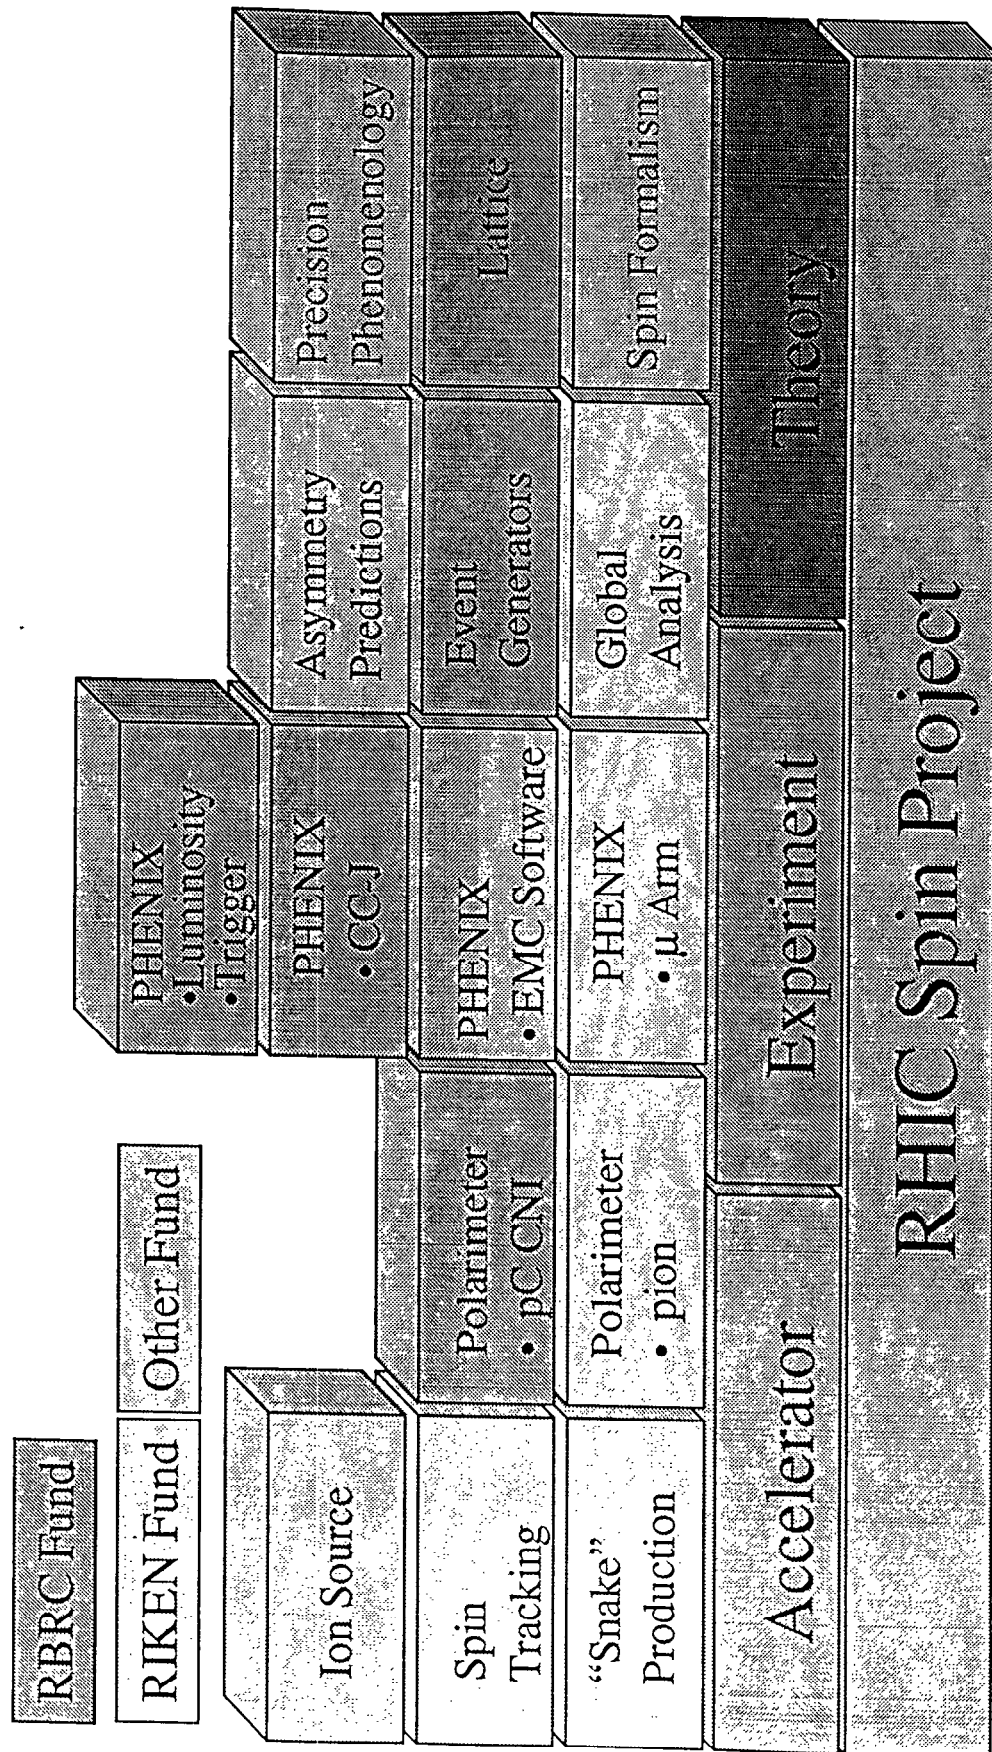 RBRC Fund
RIKEN Fund
Other Fund
PHENIX
•Luminosity
•Trigger
Ion Source
PHENIX
• CC-J
Asymmetry
Predictions
Precision
Phenomenology
Spin
Tracking
Polarimeter
• pC CNI
PHENIX
• EMC Software
Event
Generators
Lattice
“Snake”
Production
Polarimeter
• pion
PHENIX
• μ Arm
Global
Analysis
Spin Formalism
Accelerator
Experiment
Theory
RHIC Spin Project